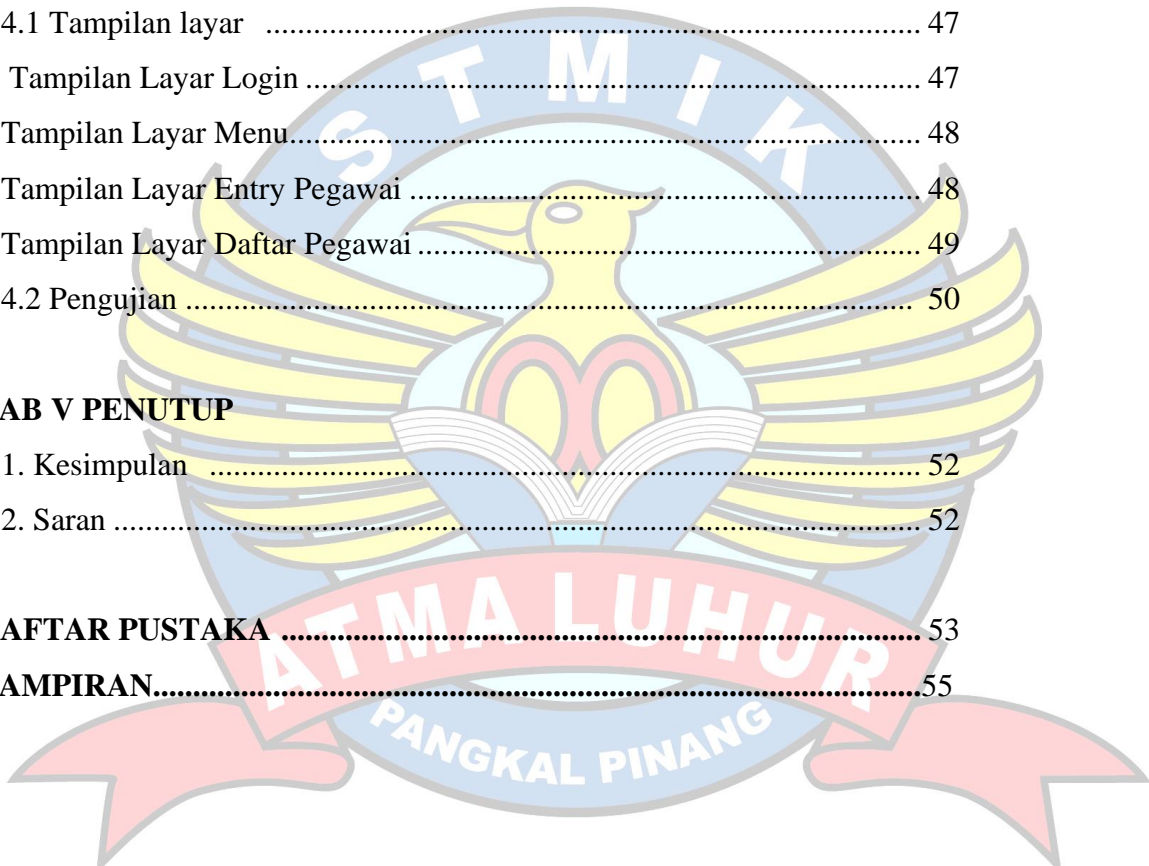 4.1 Tampilan layar ........................................................................ 47
Tampilan Layar Login ........................................................................ 47
Tampilan Layar Menu........................................................................ 48
Tampilan Layar Entry Pegawai ........................................................................ 48
Tampilan Layar Daftar Pegawai ........................................................................ 49
4.2 Pengujian ........................................................................ 50
AB V PENUTUP
1. Kesimpulan ........................................................................ 52
2. Saran ........................................................................ 52
AFTAR PUSTAKA ........................................................................ 53
AMPIRAN........................................................................55
STMIK
ATMA LUHUR
PANGKAL PINANG